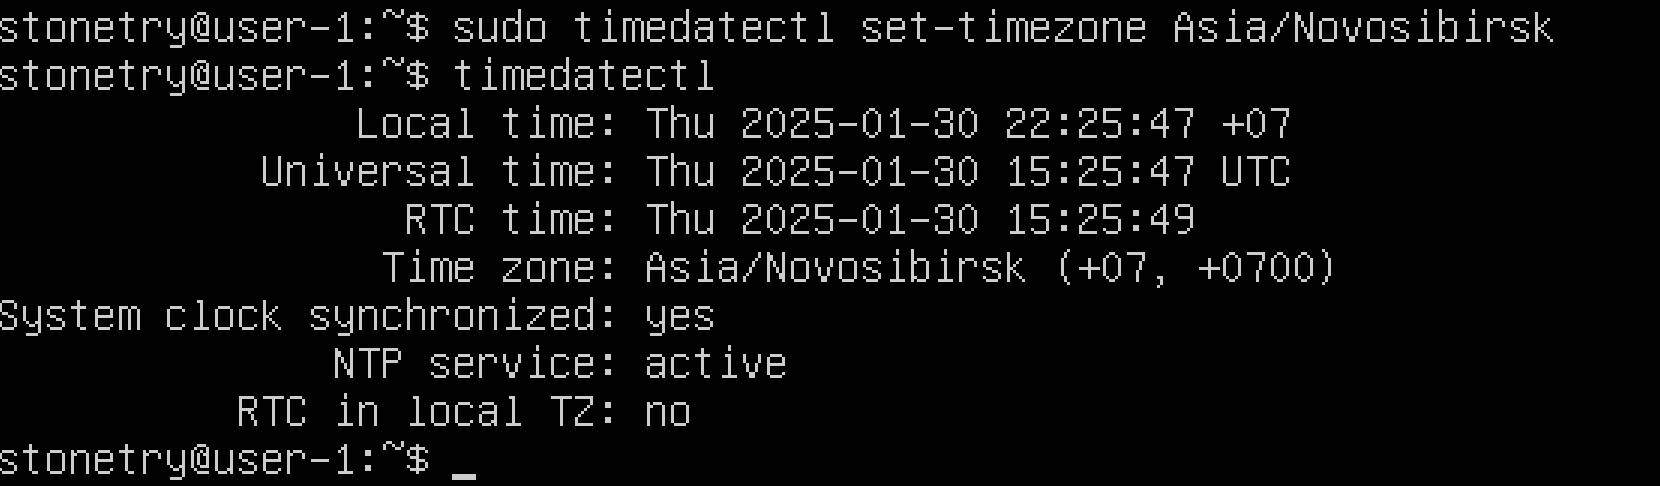 stonetry@user-1:~$ sudo timedatectl set-timezone Asia/Novosibirsk
stonetry@user-1:~$ timedatectl
Local time: Thu 2025-01-30 22:25:47 +07
Universal time: Thu 2025-01-30 15:25:47 UTC
RTC time: Thu 2025-01-30 15:25:49
Time zone: Asia/Novosibirsk (+07, +0700)
System clock synchronized: yes
NTP service: active
RTC in local TZ: no
stonetry@user-1:~$ _